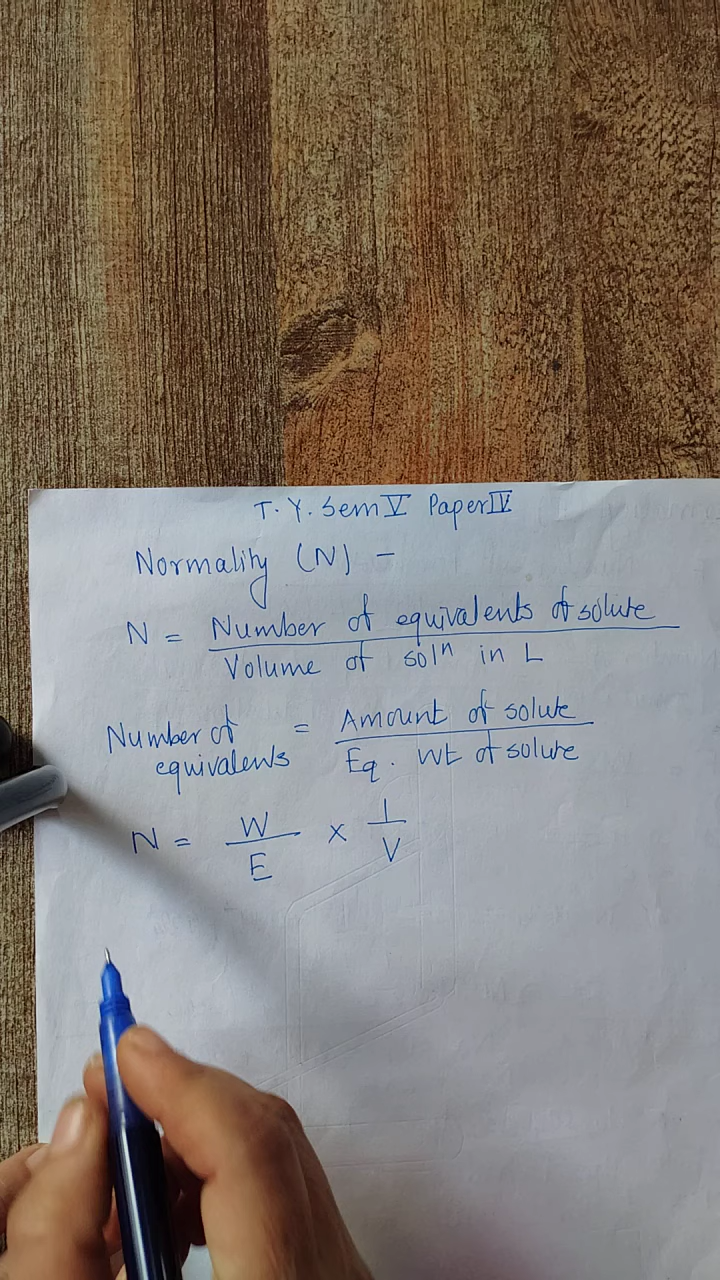 T. Y. Sem V Paper IV
Normality (N) -
N = Number of equivalents of solute
Volume of solⁿ in L
Number of equivalents = Amount of solute
Eq. Wt of solute
N = W/E × 1/V